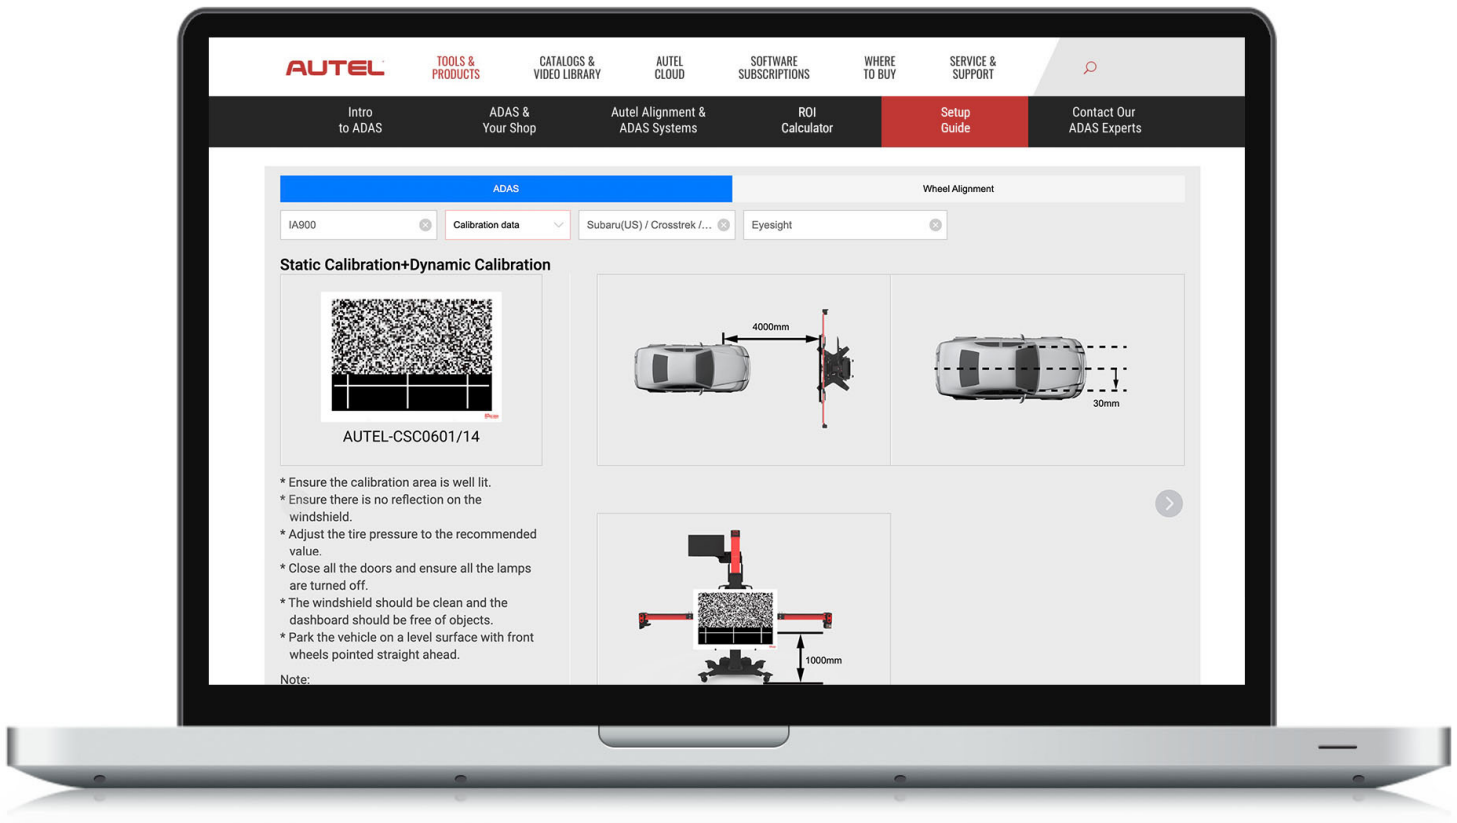 AUTEL
TOOLS &
PRODUCTS
CATALOGS &
VIDEO LIBRARY
AUTEL
CLOUD
SOFTWARE
SUBSCRIPTIONS
WHERE
TO BUY
SERVICE &
SUPPORT
Intro
to ADAS
ADAS &
Your Shop
Autel Alignment &
ADAS Systems
ROI
Calculator
Setup
Guide
Contact Our
ADAS Experts
ADAS
Wheel Alignment
IA900
Calibration data
Subaru(US) / Crosstrek /...
Eyesight
Static Calibration+Dynamic Calibration
AUTEL-CSC0601/14
4000mm
30mm
* Ensure the calibration area is well lit.
* Ensure there is no reflection on the
windshield.
* Adjust the tire pressure to the recommended
value.
* Close all the doors and ensure all the lamps
are turned off.
* The windshield should be clean and the
dashboard should be free of objects.
* Park the vehicle on a level surface with front
wheels pointed straight ahead.
Note:
1000mm